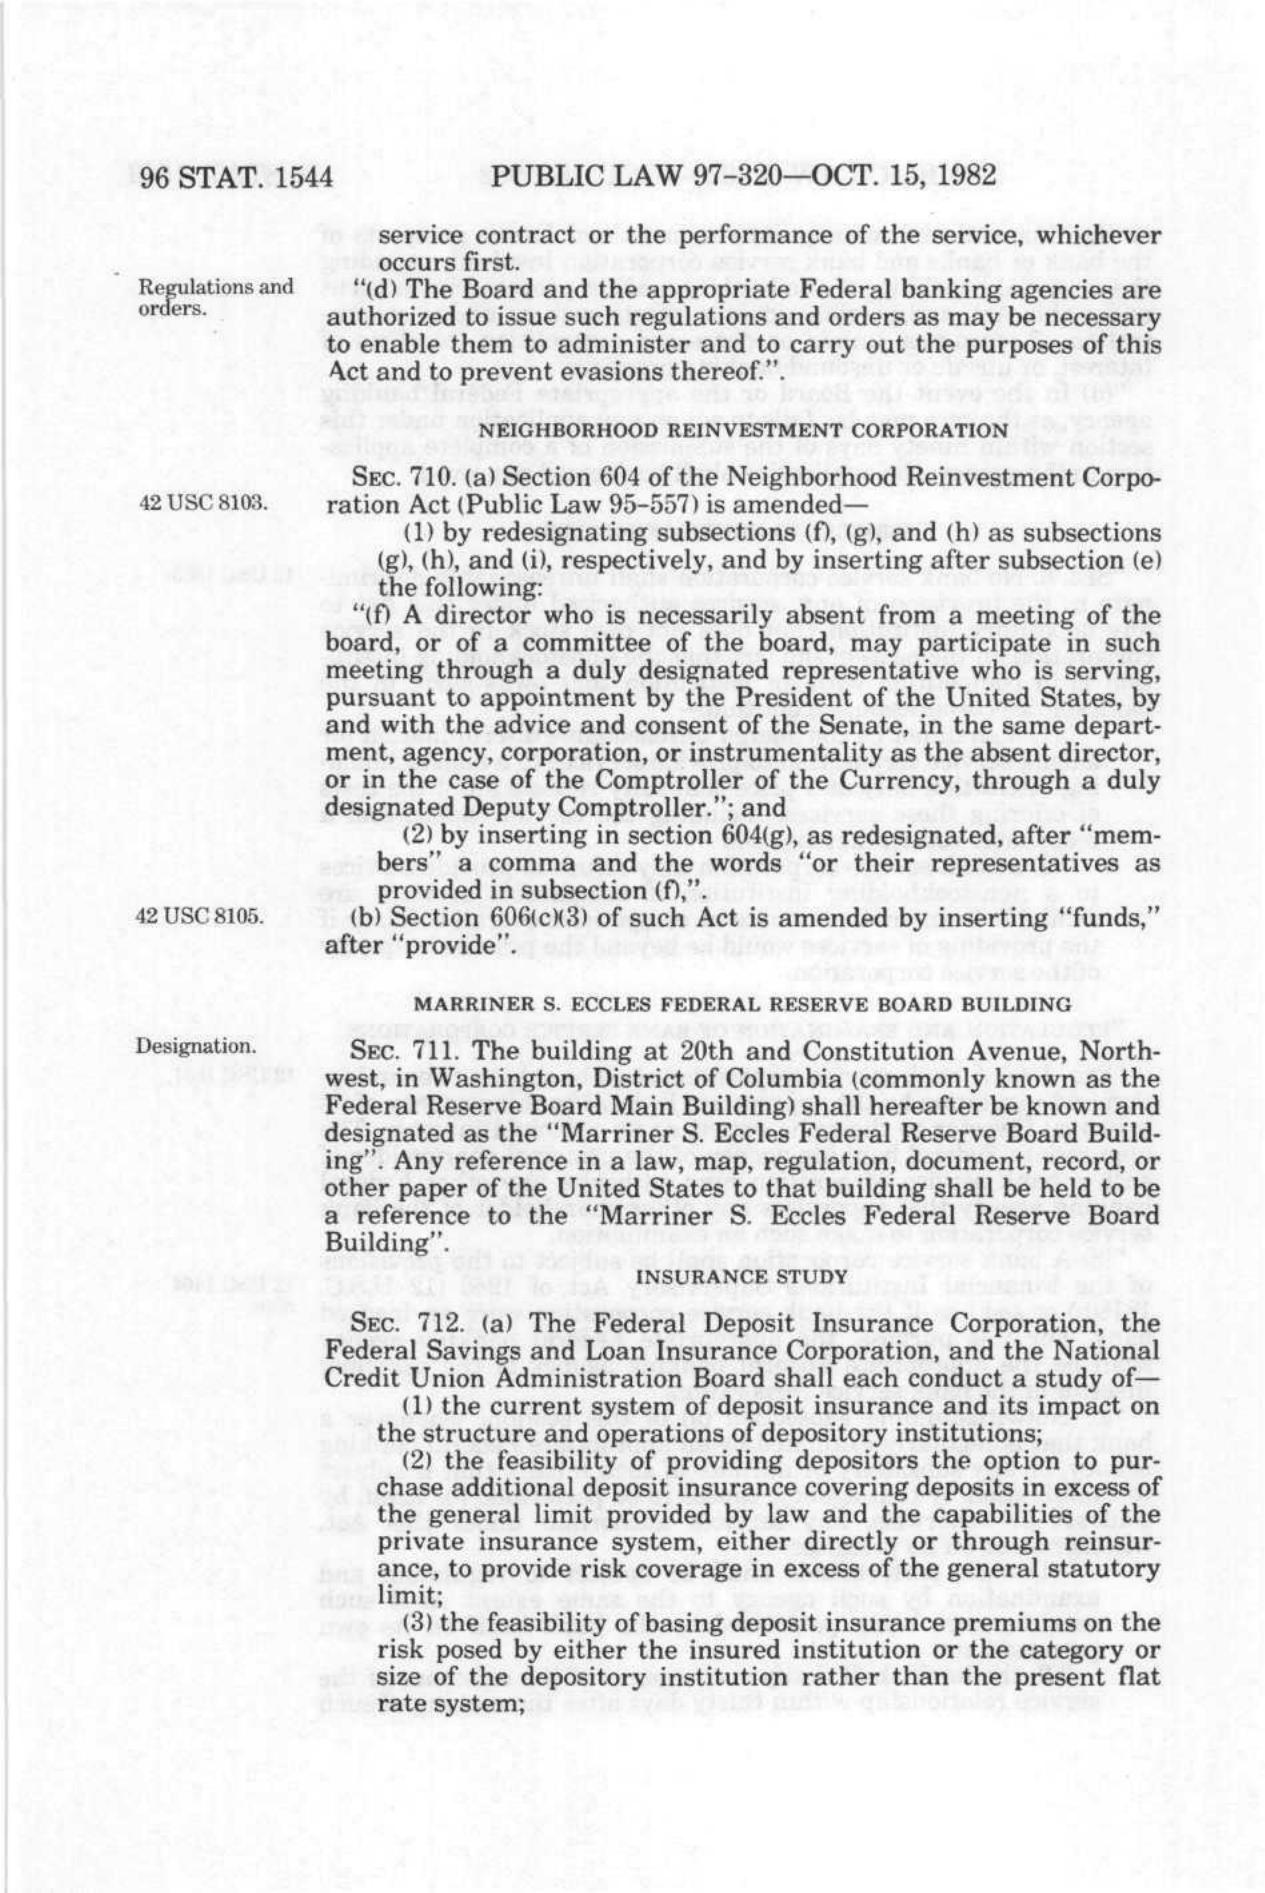 96 STAT. 1544 PUBLIC LAW 97-320—OCT. 15, 1982
service contract or the performance of the service, whichever
occurs first.
Regulations and
orders.
"(d) The Board and the appropriate Federal banking agencies are
authorized to issue such regulations and orders as may be necessary
to enable them to administer and to carry out the purposes of this
Act and to prevent evasions thereof.".
NEIGHBORHOOD REINVESTMENT CORPORATION
SEC. 710. (a) Section 604 of the Neighborhood Reinvestment Corpo-
42 USC 8103.
ration Act (Public Law 95-557) is amended—
(1) by redesignating subsections (f), (g), and (h) as subsections
(g), (h), and (i), respectively, and by inserting after subsection (e)
the following:
"(f) A director who is necessarily absent from a meeting of the
board, or of a committee of the board, may participate in such
meeting through a duly designated representative who is serving,
pursuant to appointment by the President of the United States, by
and with the advice and consent of the Senate, in the same depart-
ment, agency, corporation, or instrumentality as the absent director,
or in the case of the Comptroller of the Currency, through a duly
designated Deputy Comptroller."; and
(2) by inserting in section 604(g), as redesignated, after "mem-
bers" a comma and the words "or their representatives as
provided in subsection (f),".
42 USC 8105.
(b) Section 606(c)(3) of such Act is amended by inserting "funds,"
after "provide".
MARRINER S. ECCLES FEDERAL RESERVE BOARD BUILDING
Designation.
SEC. 711. The building at 20th and Constitution Avenue, North-
west, in Washington, District of Columbia (commonly known as the
Federal Reserve Board Main Building) shall hereafter be known and
designated as the "Marriner S. Eccles Federal Reserve Board Build-
ing". Any reference in a law, map, regulation, document, record, or
other paper of the United States to that building shall be held to be
a reference to the "Marriner S. Eccles Federal Reserve Board
Building".
INSURANCE STUDY
SEC. 712. (a) The Federal Deposit Insurance Corporation, the
Federal Savings and Loan Insurance Corporation, and the National
Credit Union Administration Board shall each conduct a study of—
(1) the current system of deposit insurance and its impact on
the structure and operations of depository institutions;
(2) the feasibility of providing depositors the option to pur-
chase additional deposit insurance covering deposits in excess of
the general limit provided by law and the capabilities of the
private insurance system, either directly or through reinsur-
ance, to provide risk coverage in excess of the general statutory
limit;
(3) the feasibility of basing deposit insurance premiums on the
risk posed by either the insured institution or the category or
size of the depository institution rather than the present flat
rate system;